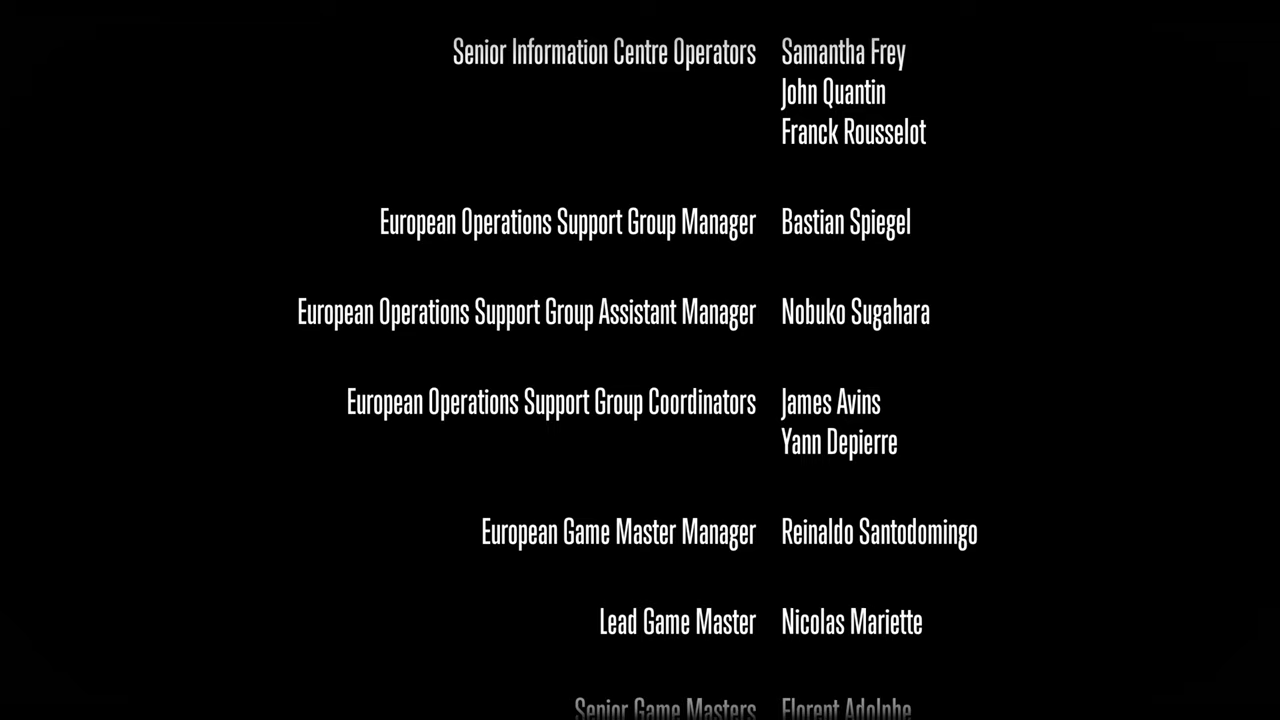 Senior Information Centre Operators Samantha Frey
John Quantin
Franck Rousselot
European Operations Support Group Manager Bastian Spiegel
European Operations Support Group Assistant Manager Nobuko Sugahara
European Operations Support Group Coordinators James Avins
Yann Depierre
European Game Master Manager Reinaldo Santodomingo
Lead Game Master Nicolas Mariette
Senior Game Masters Florent Adolphe